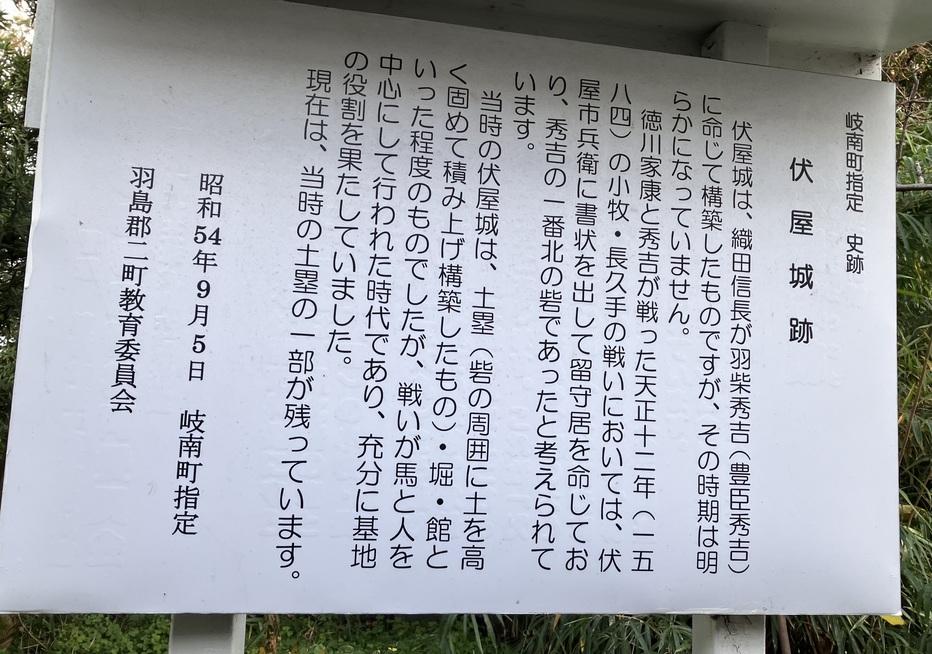 岐南町指定　史跡
伏屋城跡
伏屋城は、織田信長が羽柴秀吉（豊臣秀吉）
に命じて構築したものですが、その時期は明
らかになっていません。
徳川家康と秀吉が戦った天正十二年（一五
八四）の小牧・長久手の戦いにおいては、伏
屋市兵衛に書状を出して留守居を命じてお
り、秀吉の一番北の砦であったと考えられて
います。
当時の伏屋城は、土塁（砦の周囲に土を高
く固めて積み上げ構築したもの）・堀・館と
いった程度のものでしたが、戦いが馬と人を
中心にして行われた時代であり、充分に基地
の役割を果たしていました。
現在は、当時の土塁の一部が残っています。
昭和54年9月5日　岐南町指定
羽島郡二町教育委員会